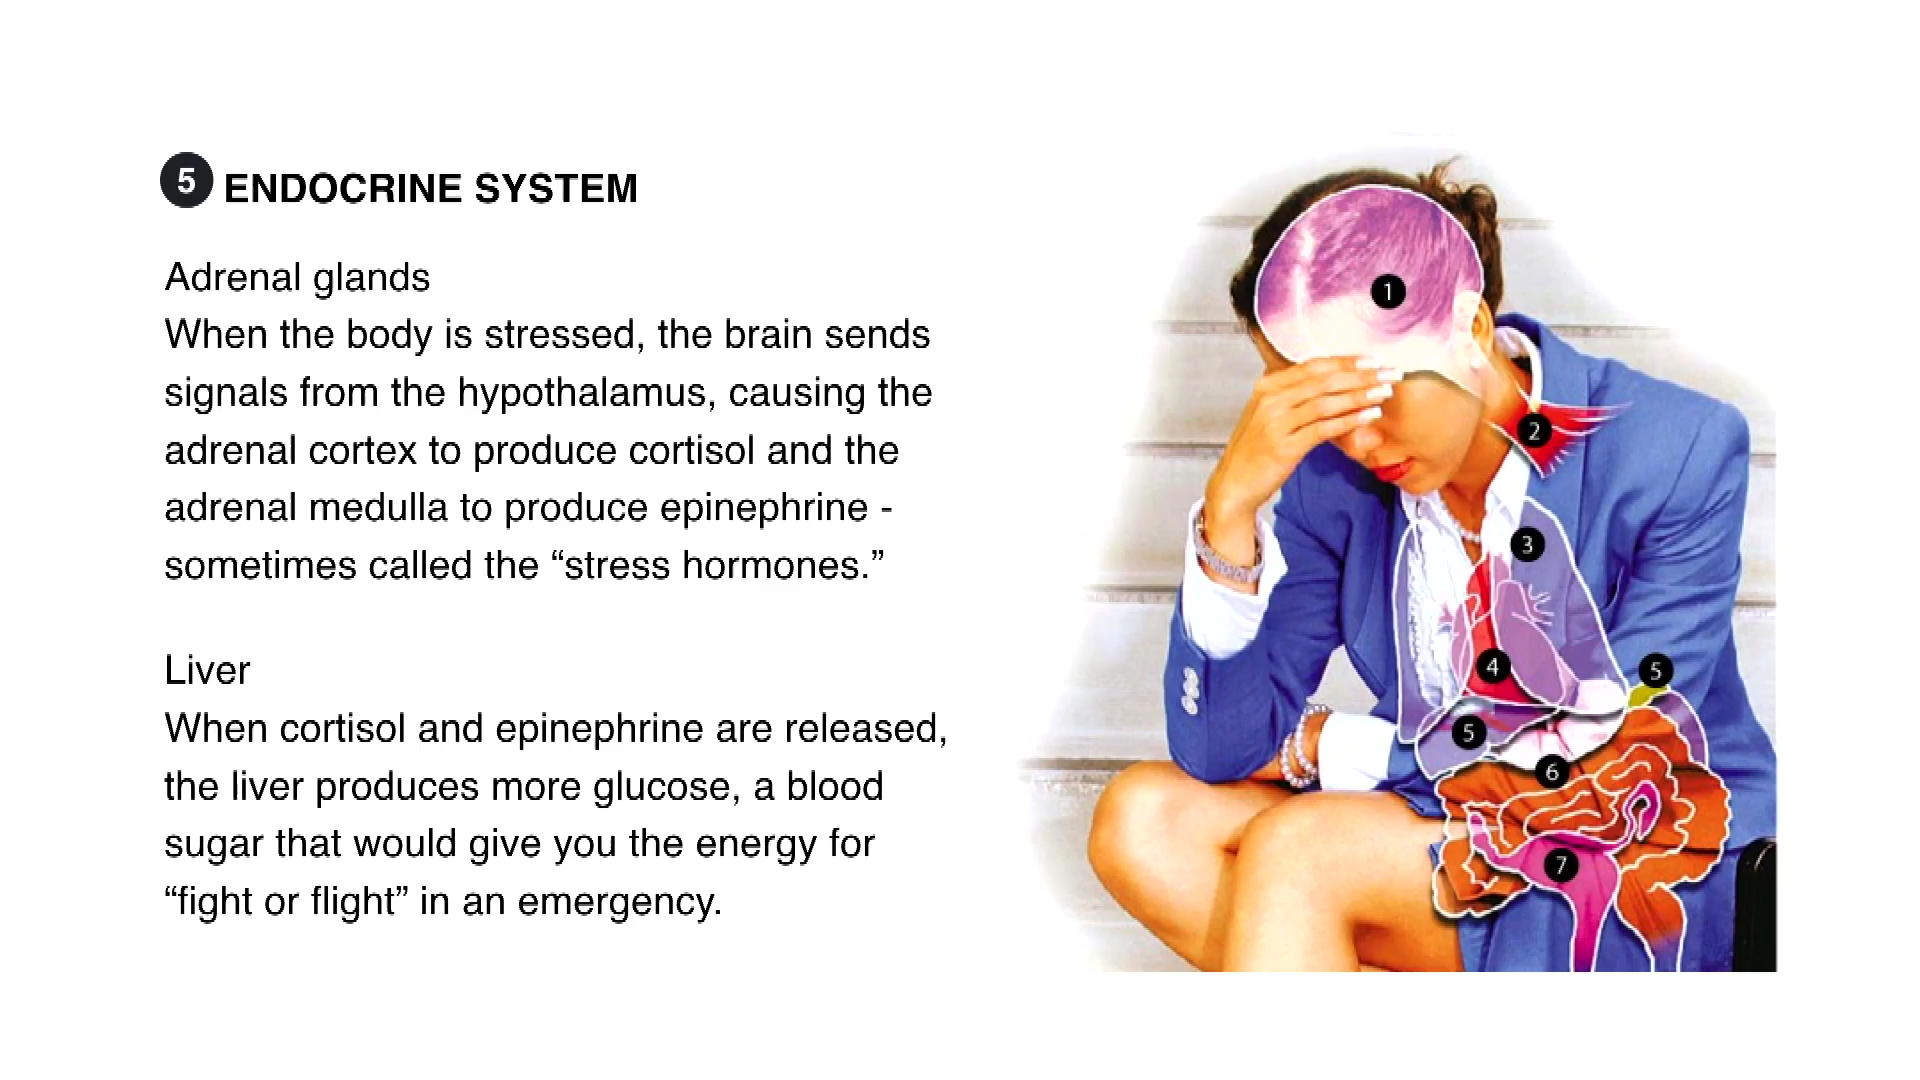 5 ENDOCRINE SYSTEM
Adrenal glands
When the body is stressed, the brain sends
signals from the hypothalamus, causing the
adrenal cortex to produce cortisol and the
adrenal medulla to produce epinephrine -
sometimes called the “stress hormones.”
Liver
When cortisol and epinephrine are released,
the liver produces more glucose, a blood
sugar that would give you the energy for
“fight or flight” in an emergency.
1
2
3
4
5
5
6
7